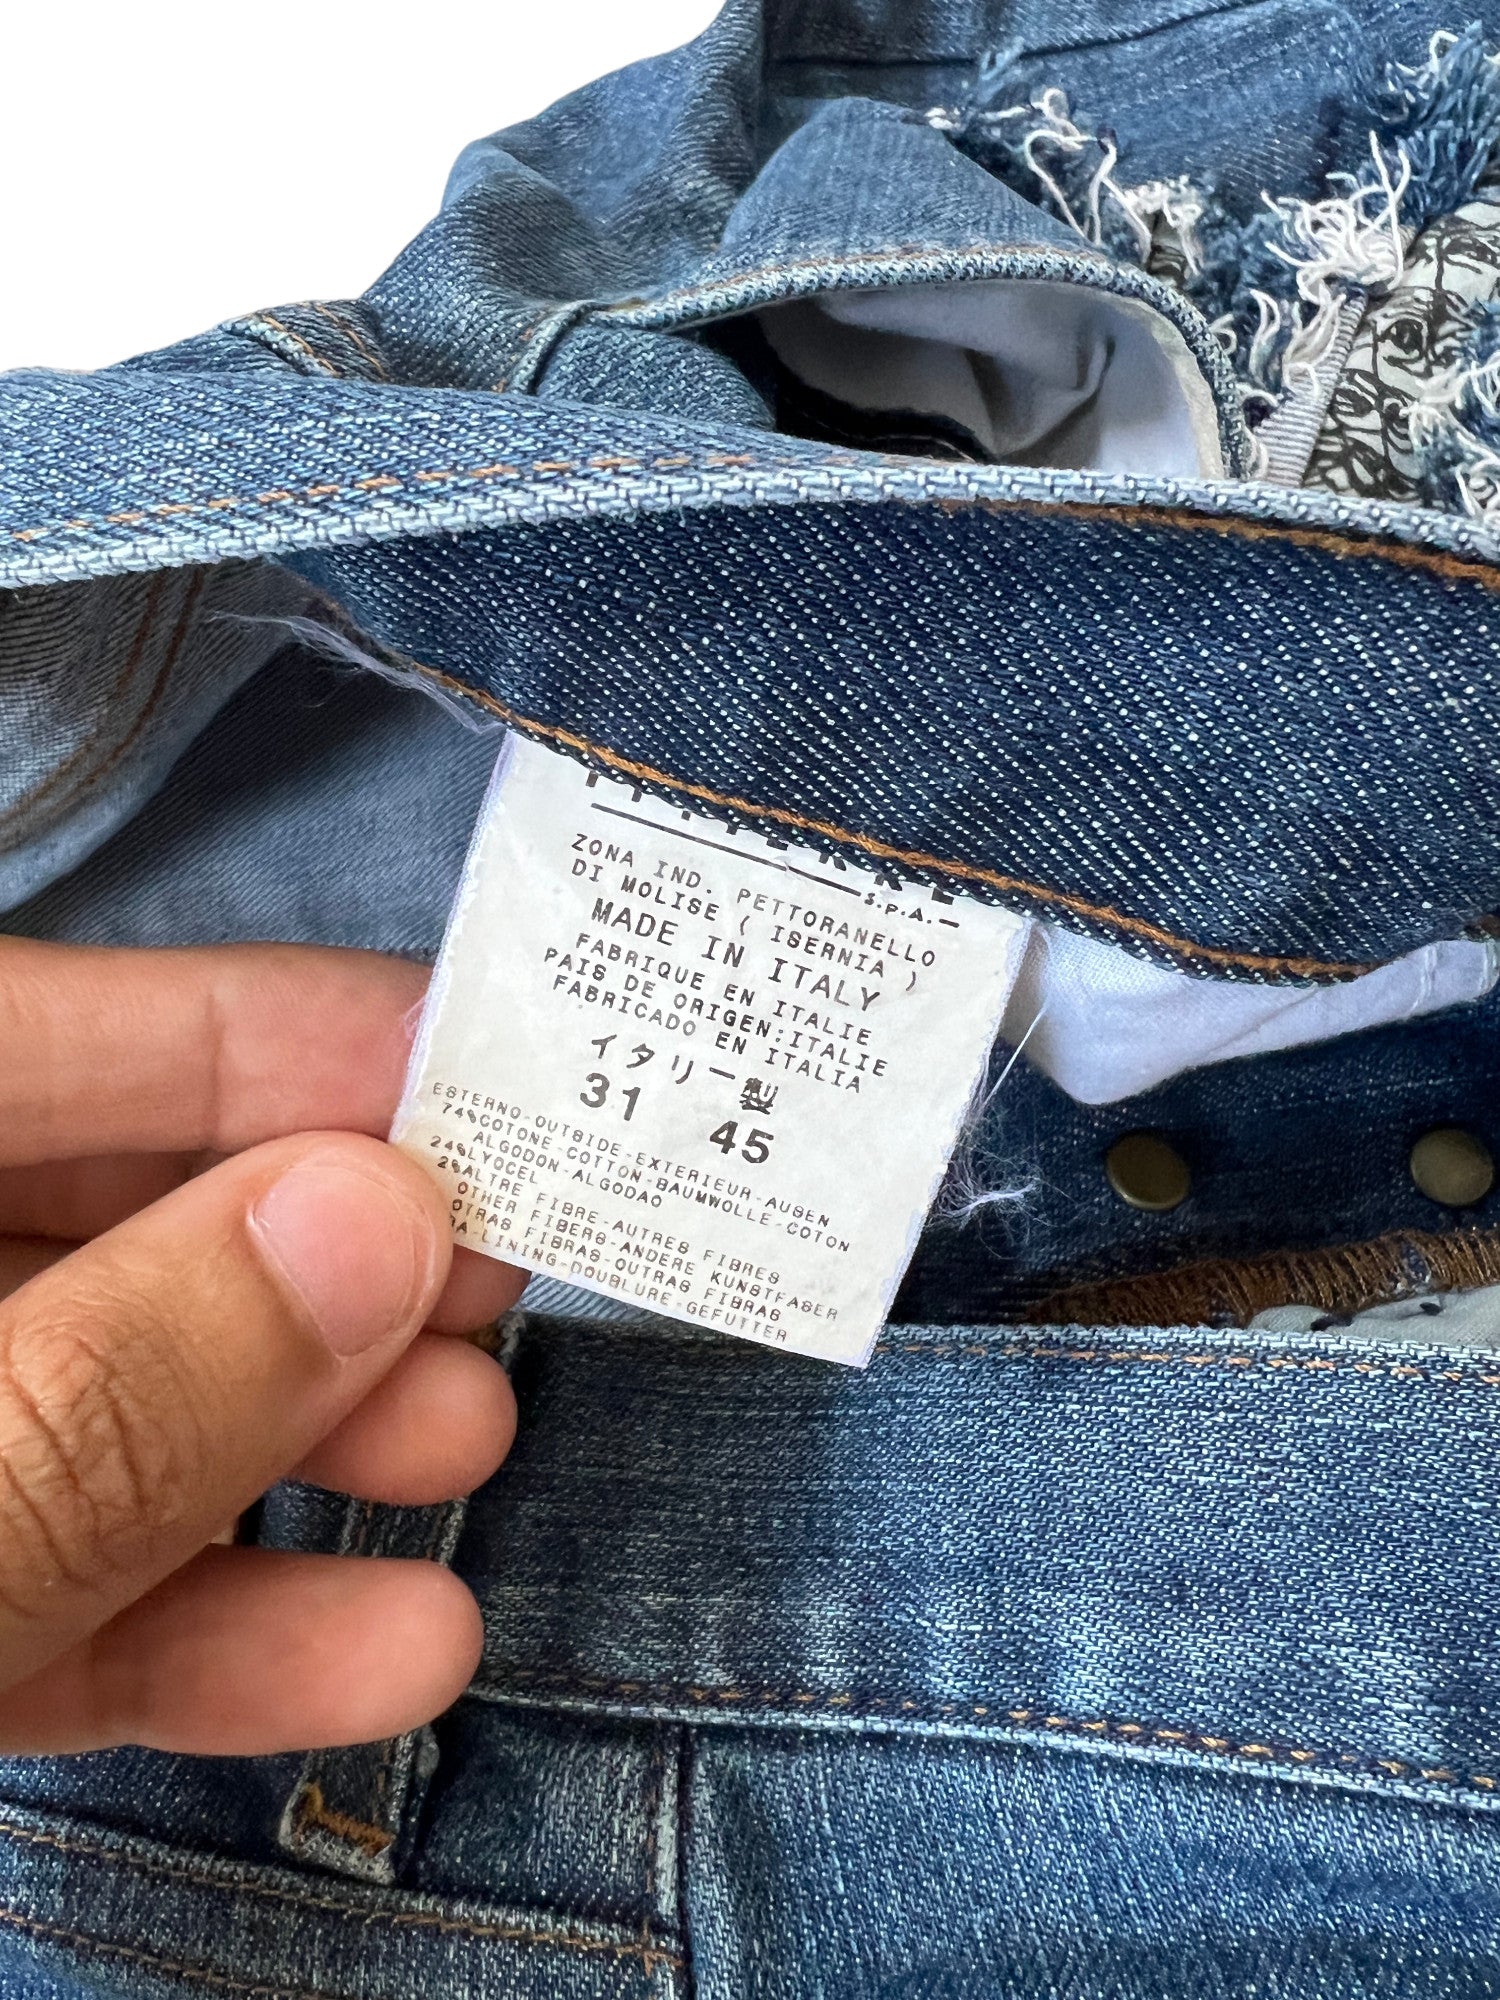 ITTIERRE
S.P.A.
ZONA IND. PETTORANELLO
DI MOLISE ( ISERNIA )
MADE IN ITALY
FABRIQUE EN ITALIE
PAIS DE ORIGEN:ITALIE
FABRICADO EN ITALIA
イタリー製
31 45
ESTERNO-OUTSIDE-EXTERIEUR-AUSEN
74%COTONE-COTTON-BAUMWOLLE-COTON
ALGODON-ALGODAO
24%LYOCEL
2%ALTRE FIBRE-AUTRES FIBRES
OTHER FIBERS-ANDERE KUNSTFASER
OTRAS FIBRAS-OUTRAS FIBRAS
-LINING-DOUBLURE-GEFUTTER